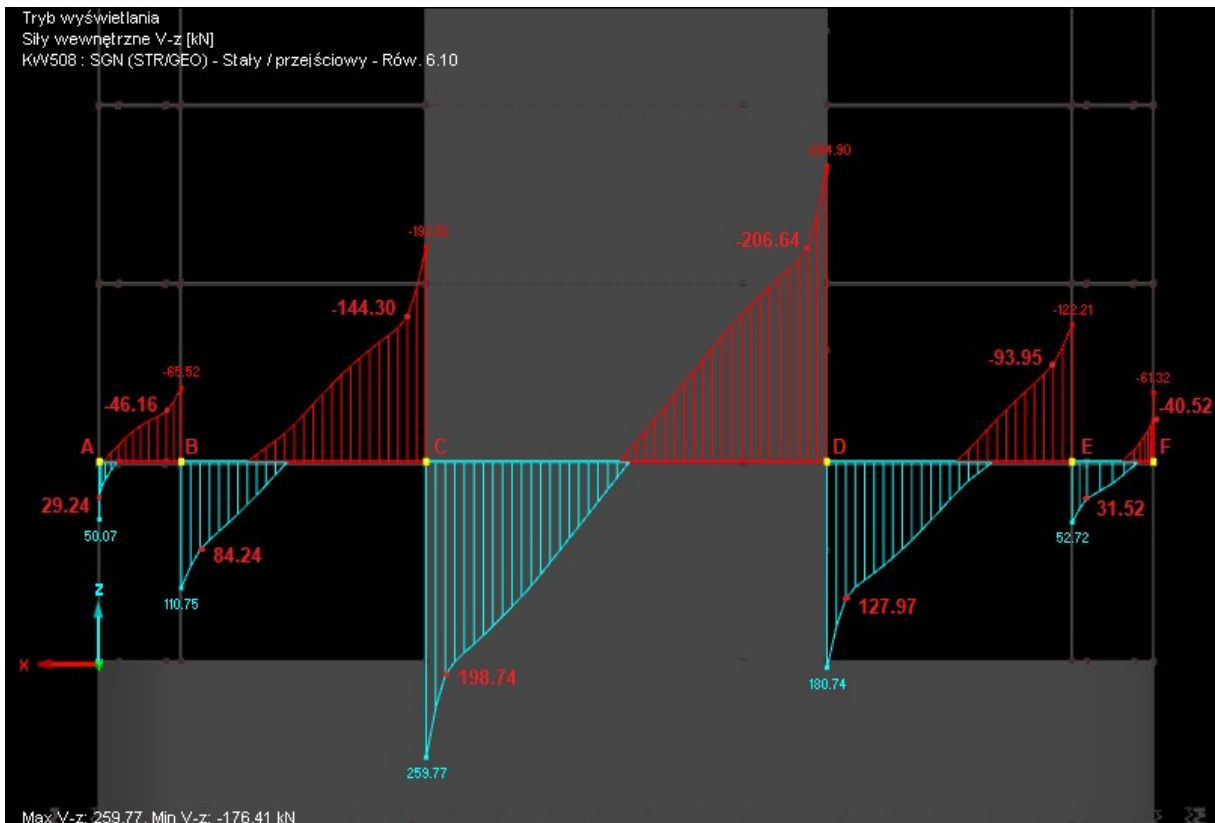 Tryb wyświetlania
Siły wewnętrzne V-z [kN]
KW508 : SGN (STR/GEO) - Stały / przejściowy - Rów. 6.10
-206.64
-144.30
-122.21
-93.95
-65.52
-61.32
-46.16
-40.52
A
B
C
D
E
F
29.24
50.07
84.24
110.75
31.52
52.72
127.97
180.74
198.74
259.77
Z
X
Max V-z: 259.77, Min V-z: -176.41 kN